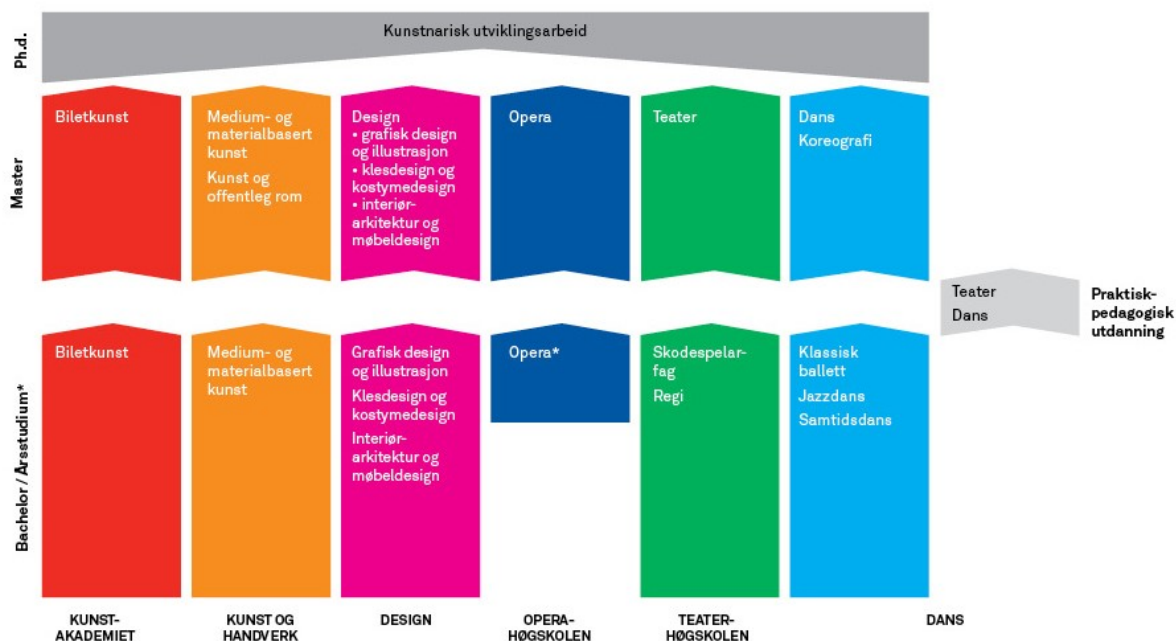 Ph.d.
Kunstnarisk utviklingsarbeid
Master
Biletkunst
Medium- og
materialbasert
kunst
Kunst og
offentleg rom
Design
• grafisk design
og illustrasjon
• klesdesign og
kostymedesign
• interiør-
arkitektur og
møbeldesign
Opera
Teater
Dans
Koreografi
Teater
Dans
Praktisk-
pedagogisk
utdanning
Bachelor / Årsstudium*
Biletkunst
Medium- og
materialbasert
kunst
Grafisk design
og illustrasjon
Klesdesign og
kostymedesign
Interiør-
arkitektur og
møbeldesign
Opera*
Skodespelar-
fag
Regi
Klassisk
ballett
Jazzdans
Samtidsdans
KUNST-
AKADEMIET
KUNST OG
HANDVERK
DESIGN
OPERA-
HØGSKOLEN
TEATER-
HØGSKOLEN
DANS